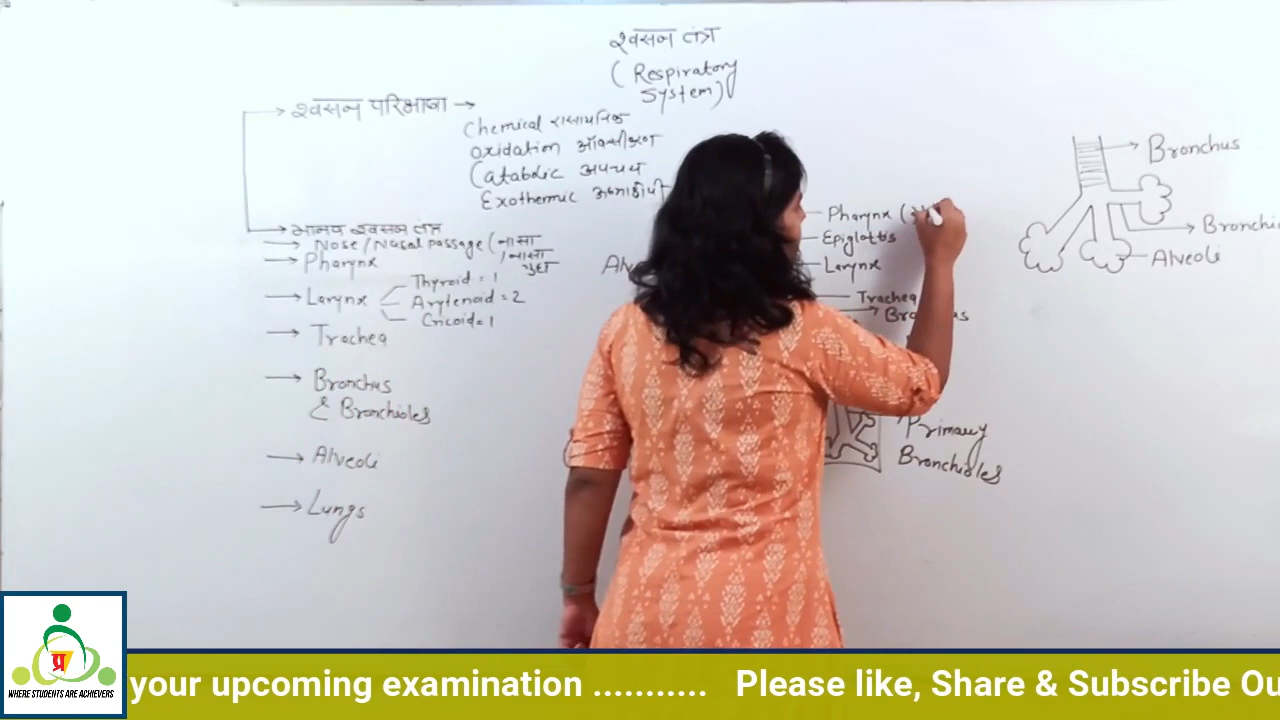 श्वसन तंत्र
(Respiratory
System)
श्वसन परिभाषा →
Chemical रासायनिक
Oxidation ऑक्सीकरण
Catabolic अपचय
Exothermic
मानव श्वसन तंत्र
Nose/Nasal passage (नासा
नासा
गुहा
Pharynx
Larynx
Thyroid = 1
Arytenoid = 2
Cricoid = 1
Trachea
Bronchus
& Bronchioles
Alveoli
Lungs
Pharynx (
Epiglottis
Larynx
Trachea
Primary
Bronchioles
Bronchus
Alveoli
WHERE STUDENTS ARE ACHIEVERS
your upcoming examination ........... Please like, Share & Subscribe Ou